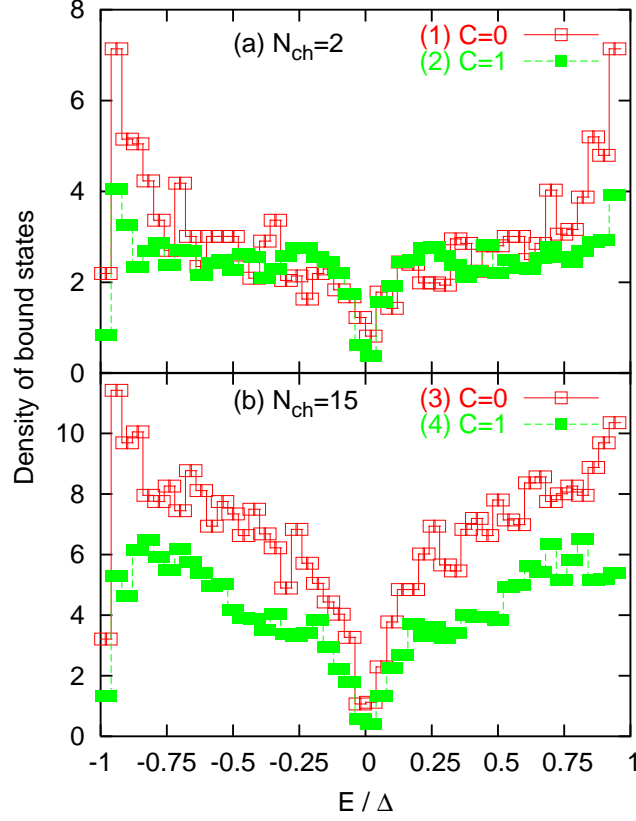 Density of bound states
(a) N_ch=2
(1) C=0
(2) C=1
8
6
4
2
0
(b) N_ch=15
(3) C=0
(4) C=1
10
8
6
4
2
0
-1 -0.75 -0.5 -0.25 0 0.25 0.5 0.75 1
E / Δ